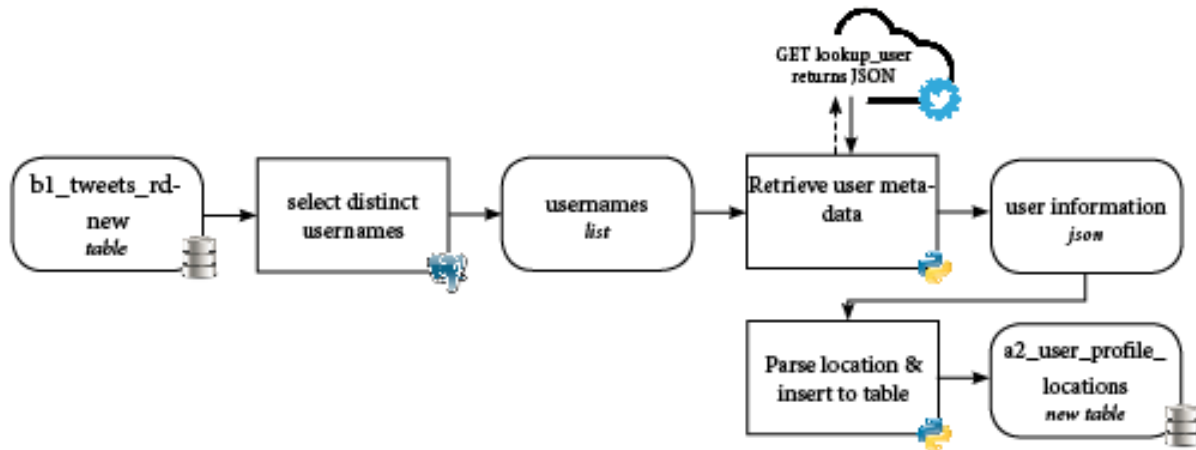 GET lookup_user
returns JSON
b1_tweets_rd-
new
table
select distinct
usernames
usernames
list
Retrieve user meta-
data
user information
json
Parse location &
insert to table
a2_user_profile_
locations
new table